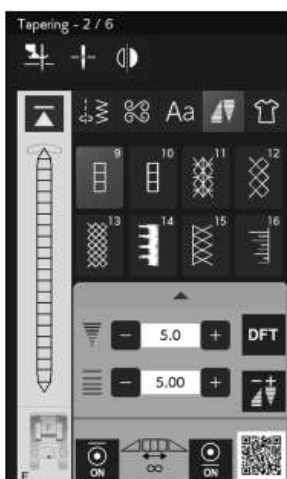 Tapering - 2 / 6
Aa
9 10 11 12
13 14 15 16
- 5.0 + DFT
- 5.00 +
F
ON ∞ ON